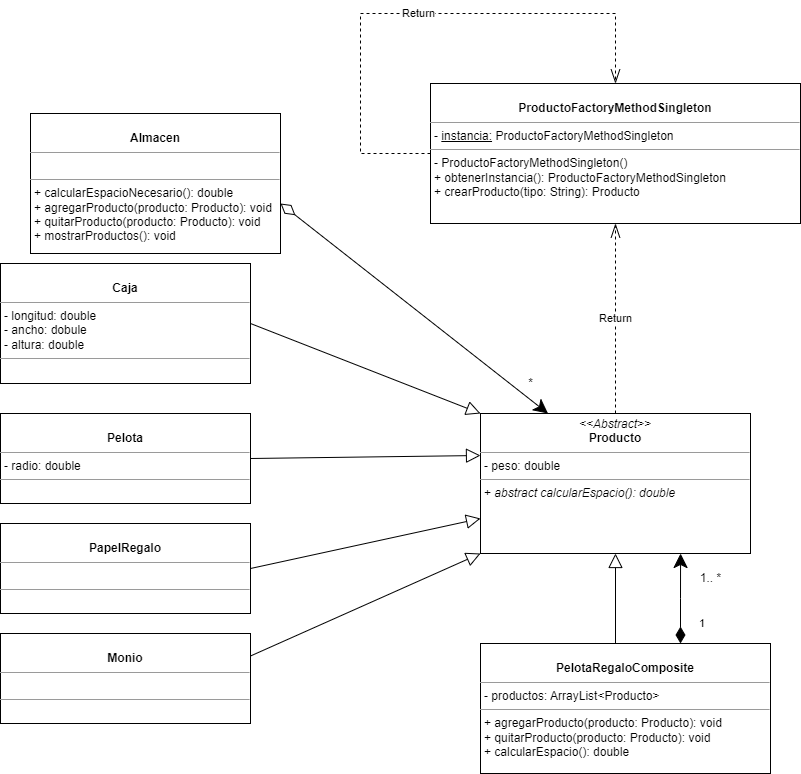 Return
ProductoFactoryMethodSingleton
- instancia: ProductoFactoryMethodSingleton
- ProductoFactoryMethodSingleton()
+ obtenerInstancia(): ProductoFactoryMethodSingleton
+ crearProducto(tipo: String): Producto
Almacen
+ calcularEspacioNecesario(): double
+ agregarProducto(producto: Producto): void
+ quitarProducto(producto: Producto): void
+ mostrarProductos(): void
Caja
- longitud: double
- ancho: dobule
- altura: double
Return
*
Pelota
- radio: double
<<Abstract>>
Producto
- peso: double
+ abstract calcularEspacio(): double
PapelRegalo
Monio
1.. *
1
PelotaRegaloComposite
- productos: ArrayList<Producto>
+ agregarProducto(producto: Producto): void
+ quitarProducto(producto: Producto): void
+ calcularEspacio(): double